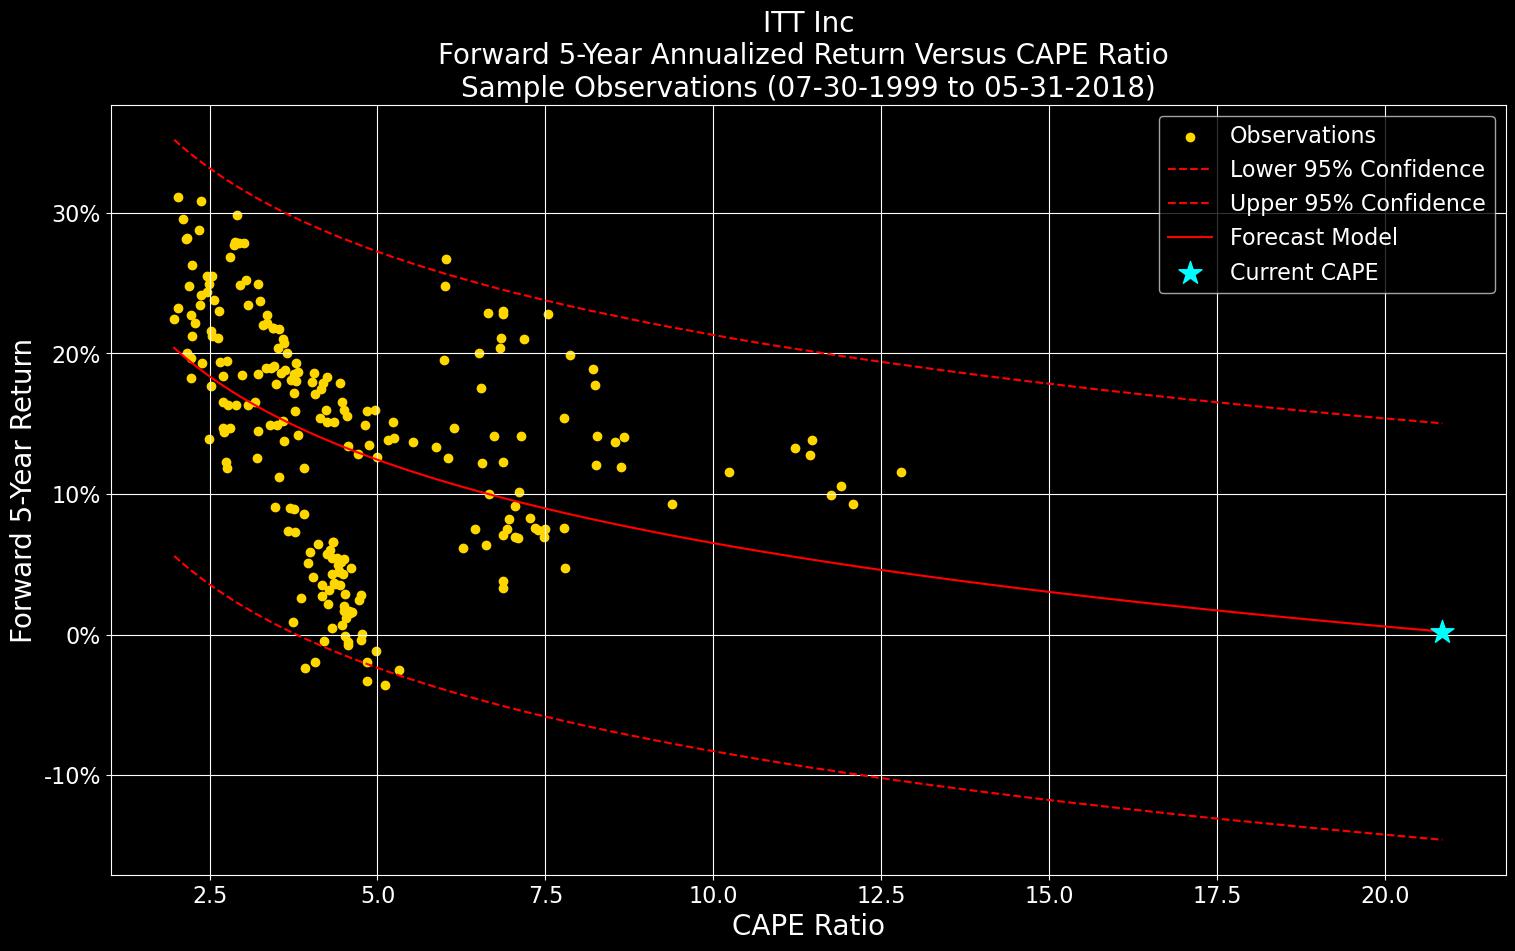 ITT Inc
Forward 5-Year Annualized Return Versus CAPE Ratio
Sample Observations (07-30-1999 to 05-31-2018)
Observations
Lower 95% Confidence
Upper 95% Confidence
Forecast Model
Current CAPE
Forward 5-Year Return
30%
20%
10%
0%
-10%
2.5 5.0 7.5 10.0 12.5 15.0 17.5 20.0
CAPE Ratio